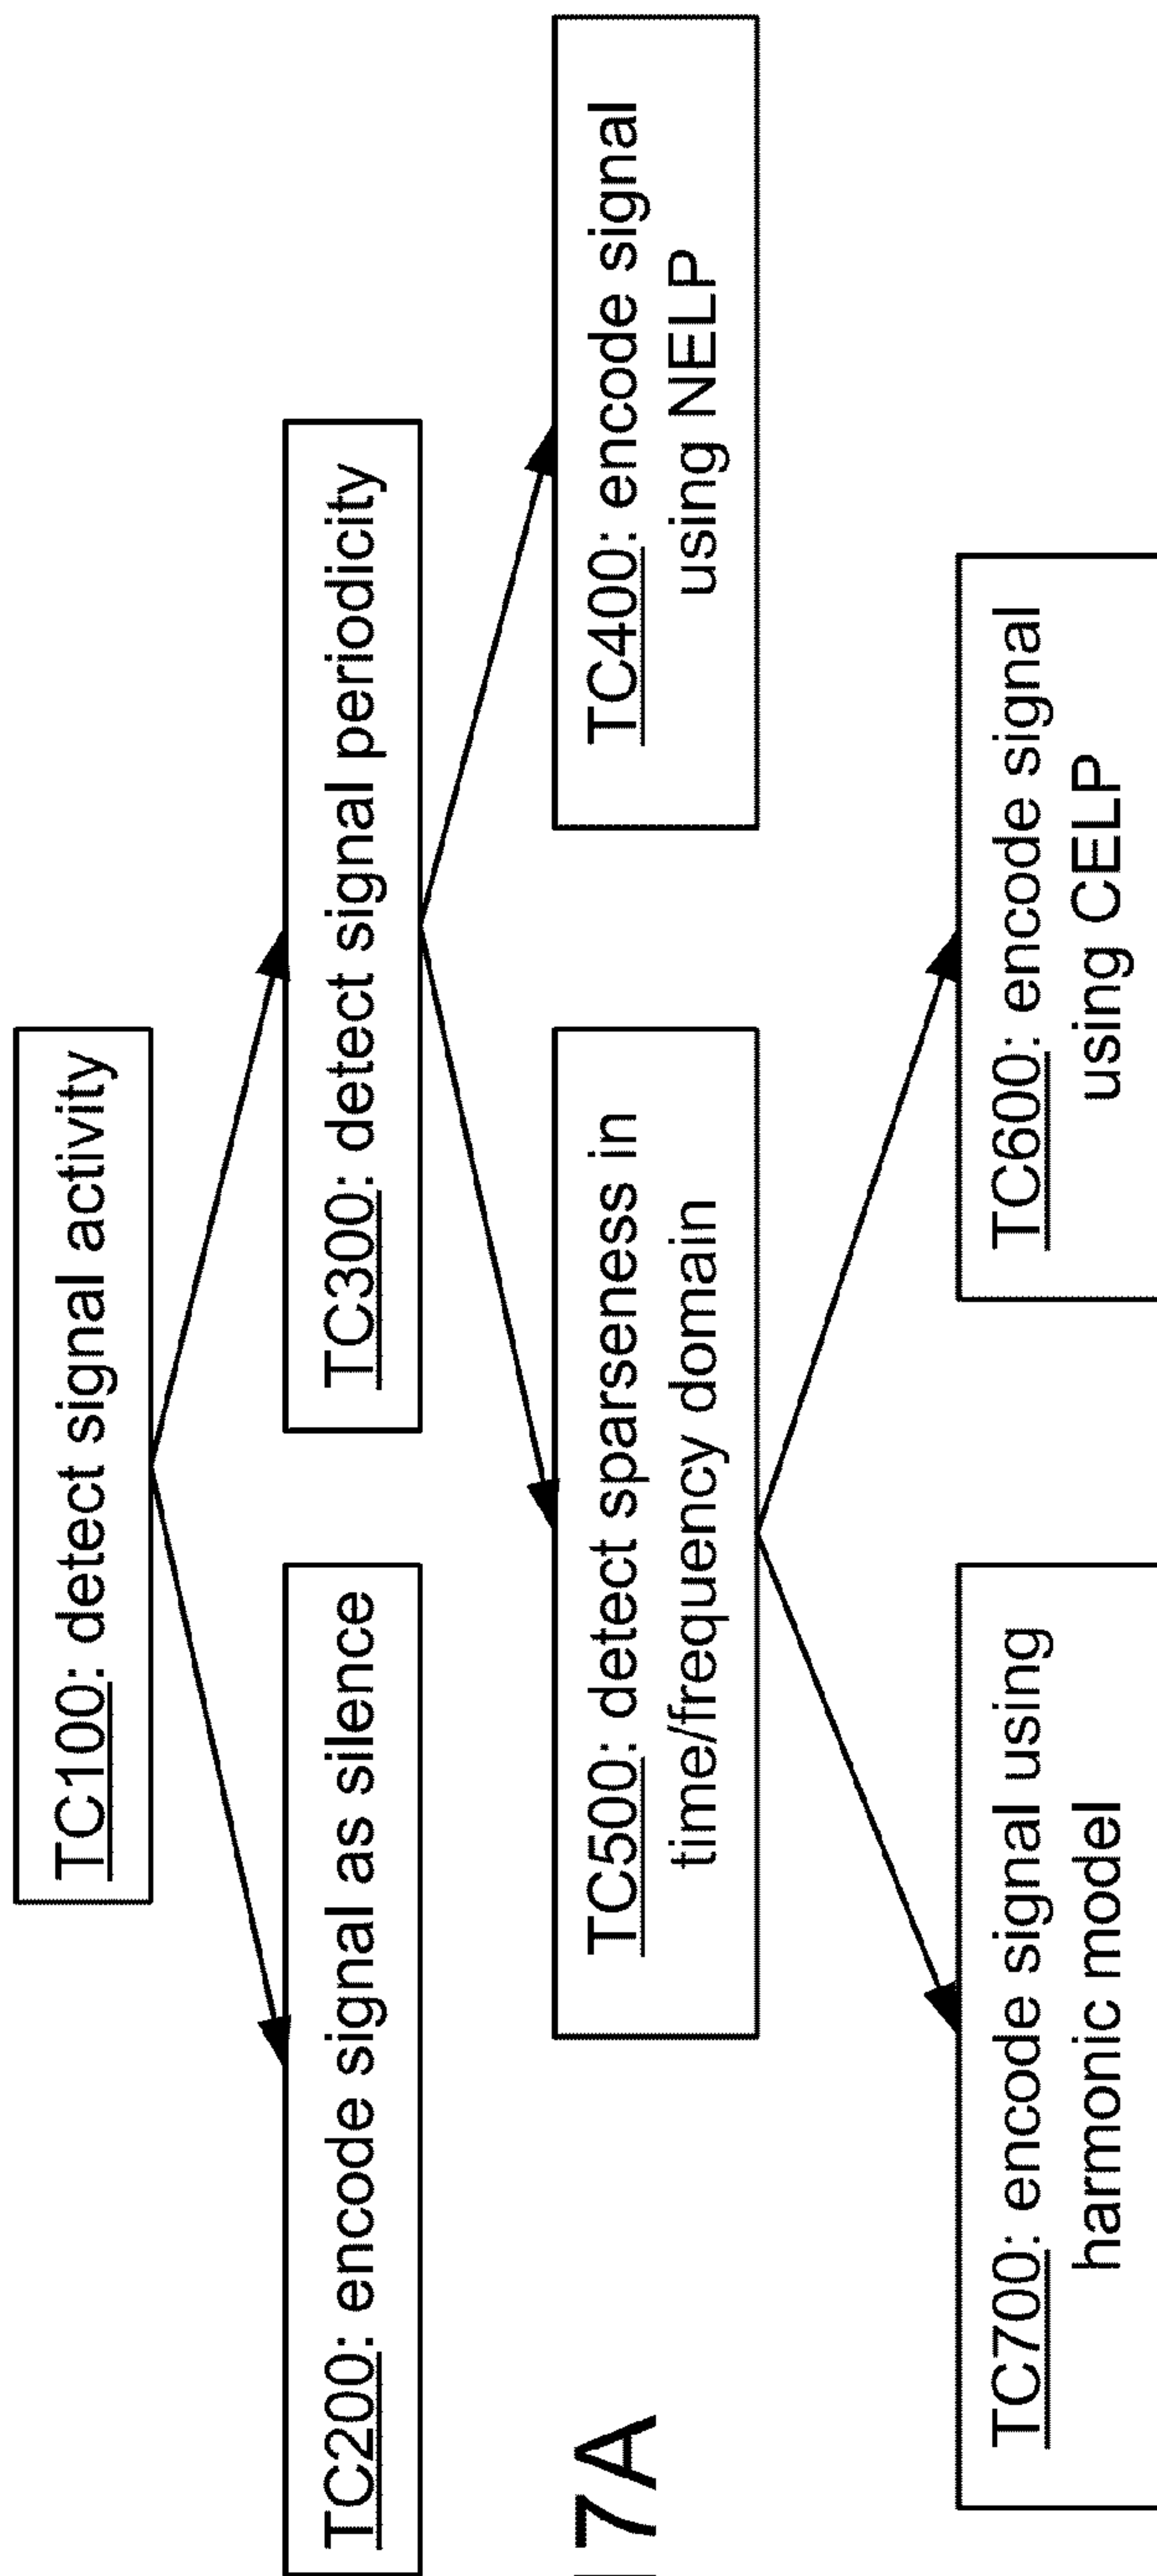 TC100: detect signal activity
TC200: encode signal as silence
TC300: detect signal periodicity
7A
TC500: detect sparseness in
time/frequency domain
TC400: encode signal
using NELP
TC700: encode signal using
harmonic model
TC600: encode signal
using CELP